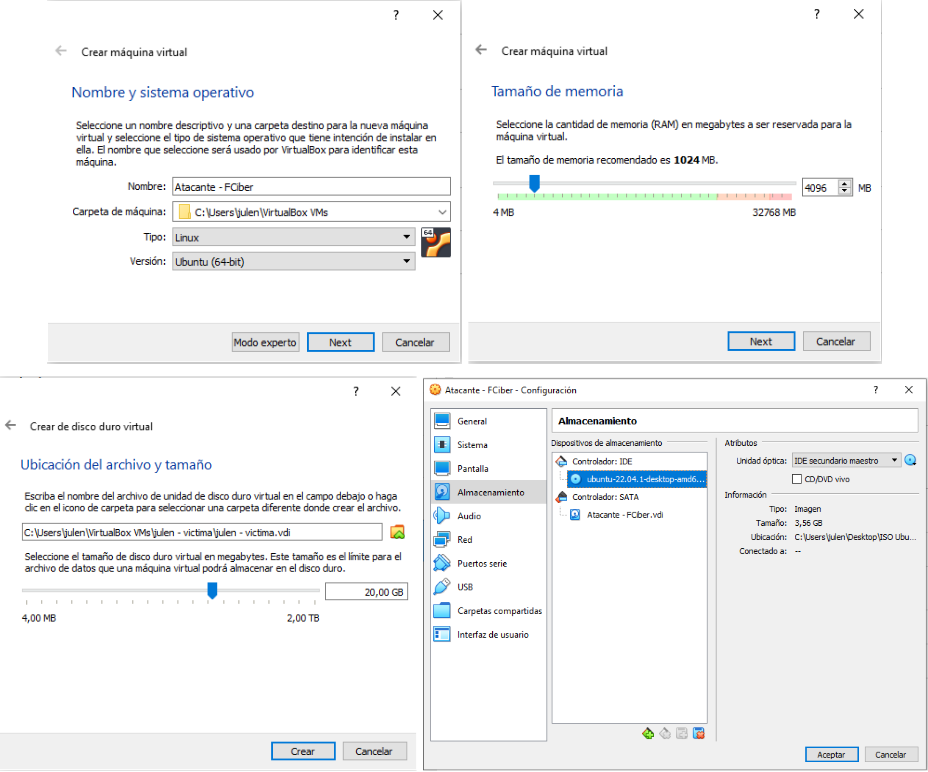 Crear máquina virtual
Nombre y sistema operativo
Seleccione un nombre descriptivo y una carpeta destino para la nueva máquina
virtual y seleccione el tipo de sistema operativo que tiene intención de instalar en
ella. El nombre que seleccione será usado por VirtualBox para identificar esta
máquina.
Nombre: Atacante - FCiber
Carpeta de máquina: C:\Users\julen\VirtualBox VMs
Tipo: Linux
64
Versión: Ubuntu (64-bit)
Modo experto Next Cancelar
Crear máquina virtual
Tamaño de memoria
Seleccione la cantidad de memoria (RAM) en megabytes a ser reservada para la
máquina virtual.
El tamaño de memoria recomendado es 1024 MB.
4096 MB
4 MB 32768 MB
Next Cancelar
Crear de disco duro virtual
Ubicación del archivo y tamaño
Escriba el nombre del archivo de unidad de disco duro virtual en el campo debajo o haga
clic en el icono de carpeta para seleccionar una carpeta diferente donde crear el archivo.
C:\Users\julen\VirtualBox VMs\julen - victima\julen - victima.vdi
Seleccione el tamaño de disco duro virtual en megabytes. Este tamaño es el límite para el
archivo de datos que una máquina virtual podrá almacenar en el disco duro.
20,00 GB
4,00 MB 2,00 TB
Crear Cancelar
Atacante - FCiber - Configuración
General
Sistema
Pantalla
Almacenamiento
Audio
Red
Puertos serie
USB
Carpetas compartidas
Interfaz de usuario
Almacenamiento
Dispositivos de almacenamiento
Controlador: IDE
ubuntu-22.04.1-desktop-amd6...
Controlador: SATA
Atacante - FCiber.vdi
Atributos
Unidad óptica: IDE secundario maestro
CD/DVD vivo
Información
Tipo: Imagen
Tamaño: 3,56 GB
Ubicación: C:\Users\julen\Desktop\ISO Ubu...
Conectado a: --
Aceptar Cancelar